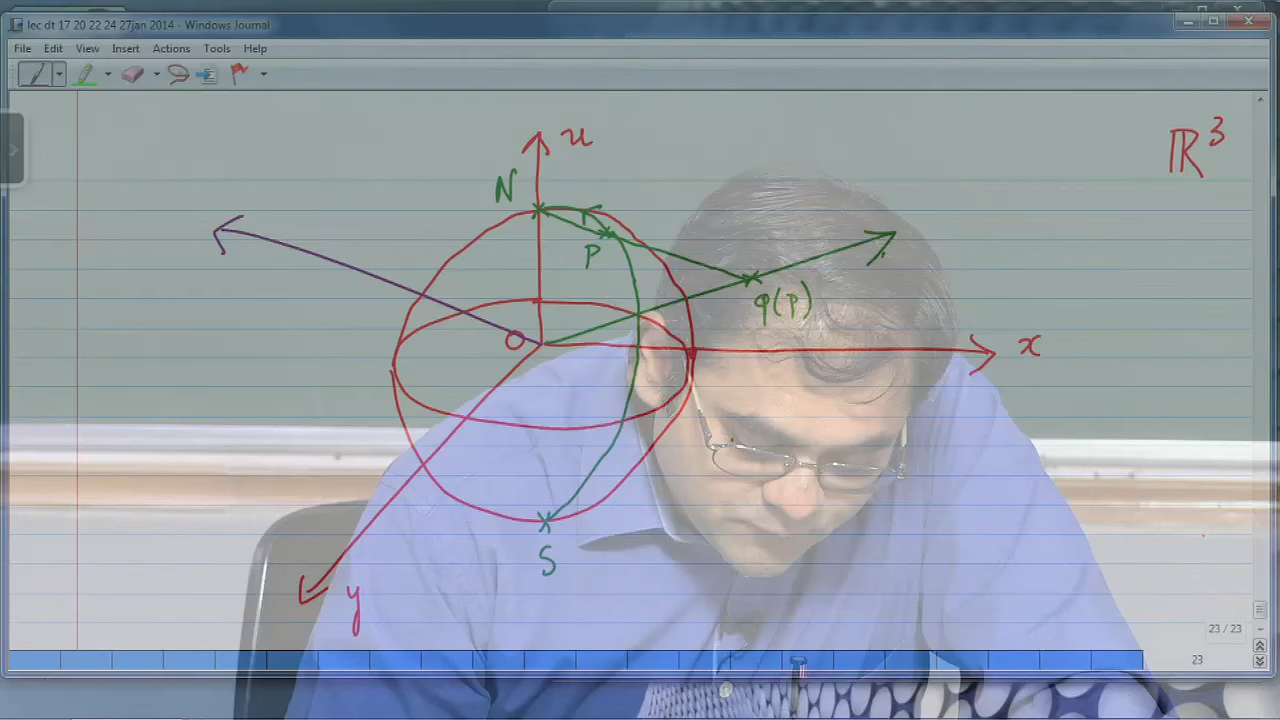 lec dt 17 20 22 24 27jan 2014 - Windows Journal
File Edit View Insert Actions Tools Help
u
ℝ³
N
P
φ(P)
O
x
S
y
23 / 23
23